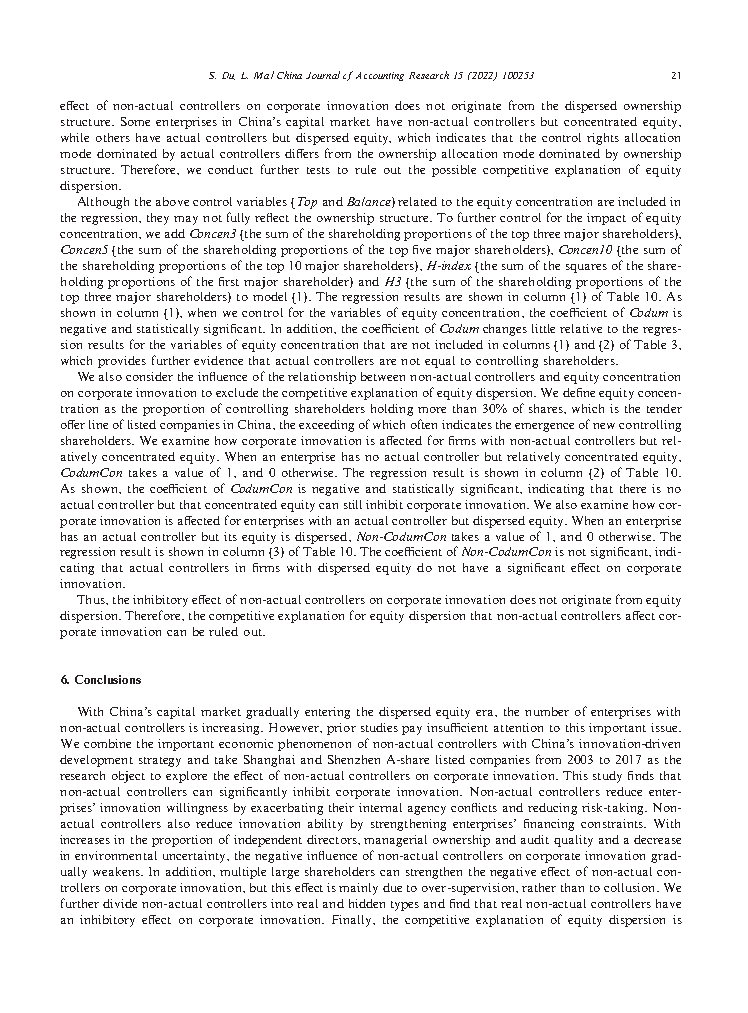 S. Du, L. Ma / China Journal of Accounting Research 15 (2022) 100253 21
effect of non-actual controllers on corporate innovation does not originate from the dispersed ownership
structure. Some enterprises in China's capital market have non-actual controllers but concentrated equity,
while others have actual controllers but dispersed equity, which indicates that the control rights allocation
mode dominated by actual controllers differs from the ownership allocation mode dominated by ownership
structure. Therefore, we conduct further tests to rule out the possible competitive explanation of equity
dispersion.
Although the above control variables (Top and Balance) related to the equity concentration are included in
the regression, they may not fully reflect the ownership structure. To further control for the impact of equity
concentration, we add Concen3 (the sum of the shareholding proportions of the top three major shareholders),
Concen5 (the sum of the shareholding proportions of the top five major shareholders), Concen10 (the sum of
the shareholding proportions of the top 10 major shareholders), H-index (the sum of the squares of the share-
holding proportions of the first major shareholder) and H3 (the sum of the shareholding proportions of the
top three major shareholders) to model (1). The regression results are shown in column (1) of Table 10. As
shown in column (1), when we control for the variables of equity concentration, the coefficient of Codum is
negative and statistically significant. In addition, the coefficient of Codum changes little relative to the regres-
sion results for the variables of equity concentration that are not included in columns (1) and (2) of Table 3,
which provides further evidence that actual controllers are not equal to controlling shareholders.
We also consider the influence of the relationship between non-actual controllers and equity concentration
on corporate innovation to exclude the competitive explanation of equity dispersion. We define equity concen-
tration as the proportion of controlling shareholders holding more than 30% of shares, which is the tender
offer line of listed companies in China, the exceeding of which often indicates the emergence of new controlling
shareholders. We examine how corporate innovation is affected for firms with non-actual controllers but rel-
atively concentrated equity. When an enterprise has no actual controller but relatively concentrated equity,
CodumCon takes a value of 1, and 0 otherwise. The regression result is shown in column (2) of Table 10.
As shown, the coefficient of CodumCon is negative and statistically significant, indicating that there is no
actual controller but that concentrated equity can still inhibit corporate innovation. We also examine how cor-
porate innovation is affected for enterprises with an actual controller but dispersed equity. When an enterprise
has an actual controller but its equity is dispersed, Non-CodumCon takes a value of 1, and 0 otherwise. The
regression result is shown in column (3) of Table 10. The coefficient of Non-CodumCon is not significant, indi-
cating that actual controllers in firms with dispersed equity do not have a significant effect on corporate
innovation.
Thus, the inhibitory effect of non-actual controllers on corporate innovation does not originate from equity
dispersion. Therefore, the competitive explanation for equity dispersion that non-actual controllers affect cor-
porate innovation can be ruled out.
6. Conclusions
With China's capital market gradually entering the dispersed equity era, the number of enterprises with
non-actual controllers is increasing. However, prior studies pay insufficient attention to this important issue.
We combine the important economic phenomenon of non-actual controllers with China's innovation-driven
development strategy and take Shanghai and Shenzhen A-share listed companies from 2003 to 2017 as the
research object to explore the effect of non-actual controllers on corporate innovation. This study finds that
non-actual controllers can significantly inhibit corporate innovation. Non-actual controllers reduce enter-
prises' innovation willingness by exacerbating their internal agency conflicts and reducing risk-taking. Non-
actual controllers also reduce innovation ability by strengthening enterprises' financing constraints. With
increases in the proportion of independent directors, managerial ownership and audit quality and a decrease
in environmental uncertainty, the negative influence of non-actual controllers on corporate innovation grad-
ually weakens. In addition, multiple large shareholders can strengthen the negative effect of non-actual con-
trollers on corporate innovation, but this effect is mainly due to over-supervision, rather than to collusion. We
further divide non-actual controllers into real and hidden types and find that real non-actual controllers have
an inhibitory effect on corporate innovation. Finally, the competitive explanation of equity dispersion is